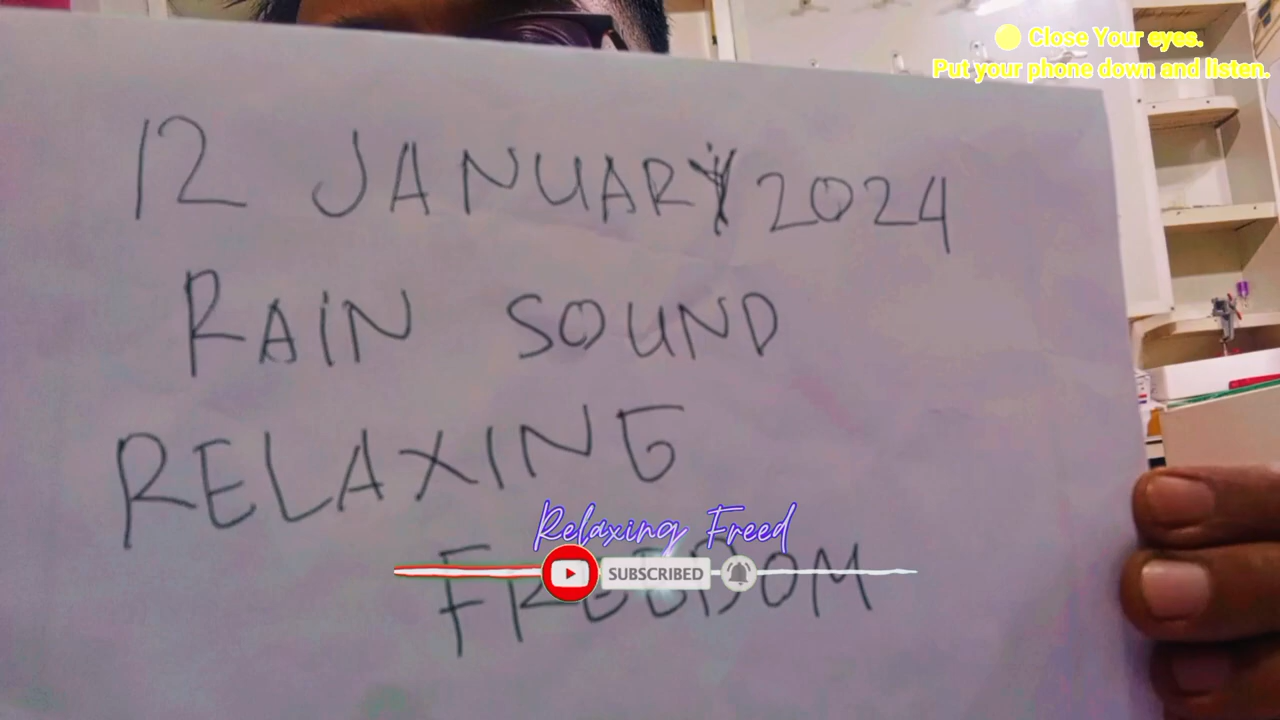 Close Your eyes.
Put your phone down and listen.
12 JANUARY 2024
RAIN SOUND
RELAXING
Relaxing Freed
FREEDOM
SUBSCRIBED